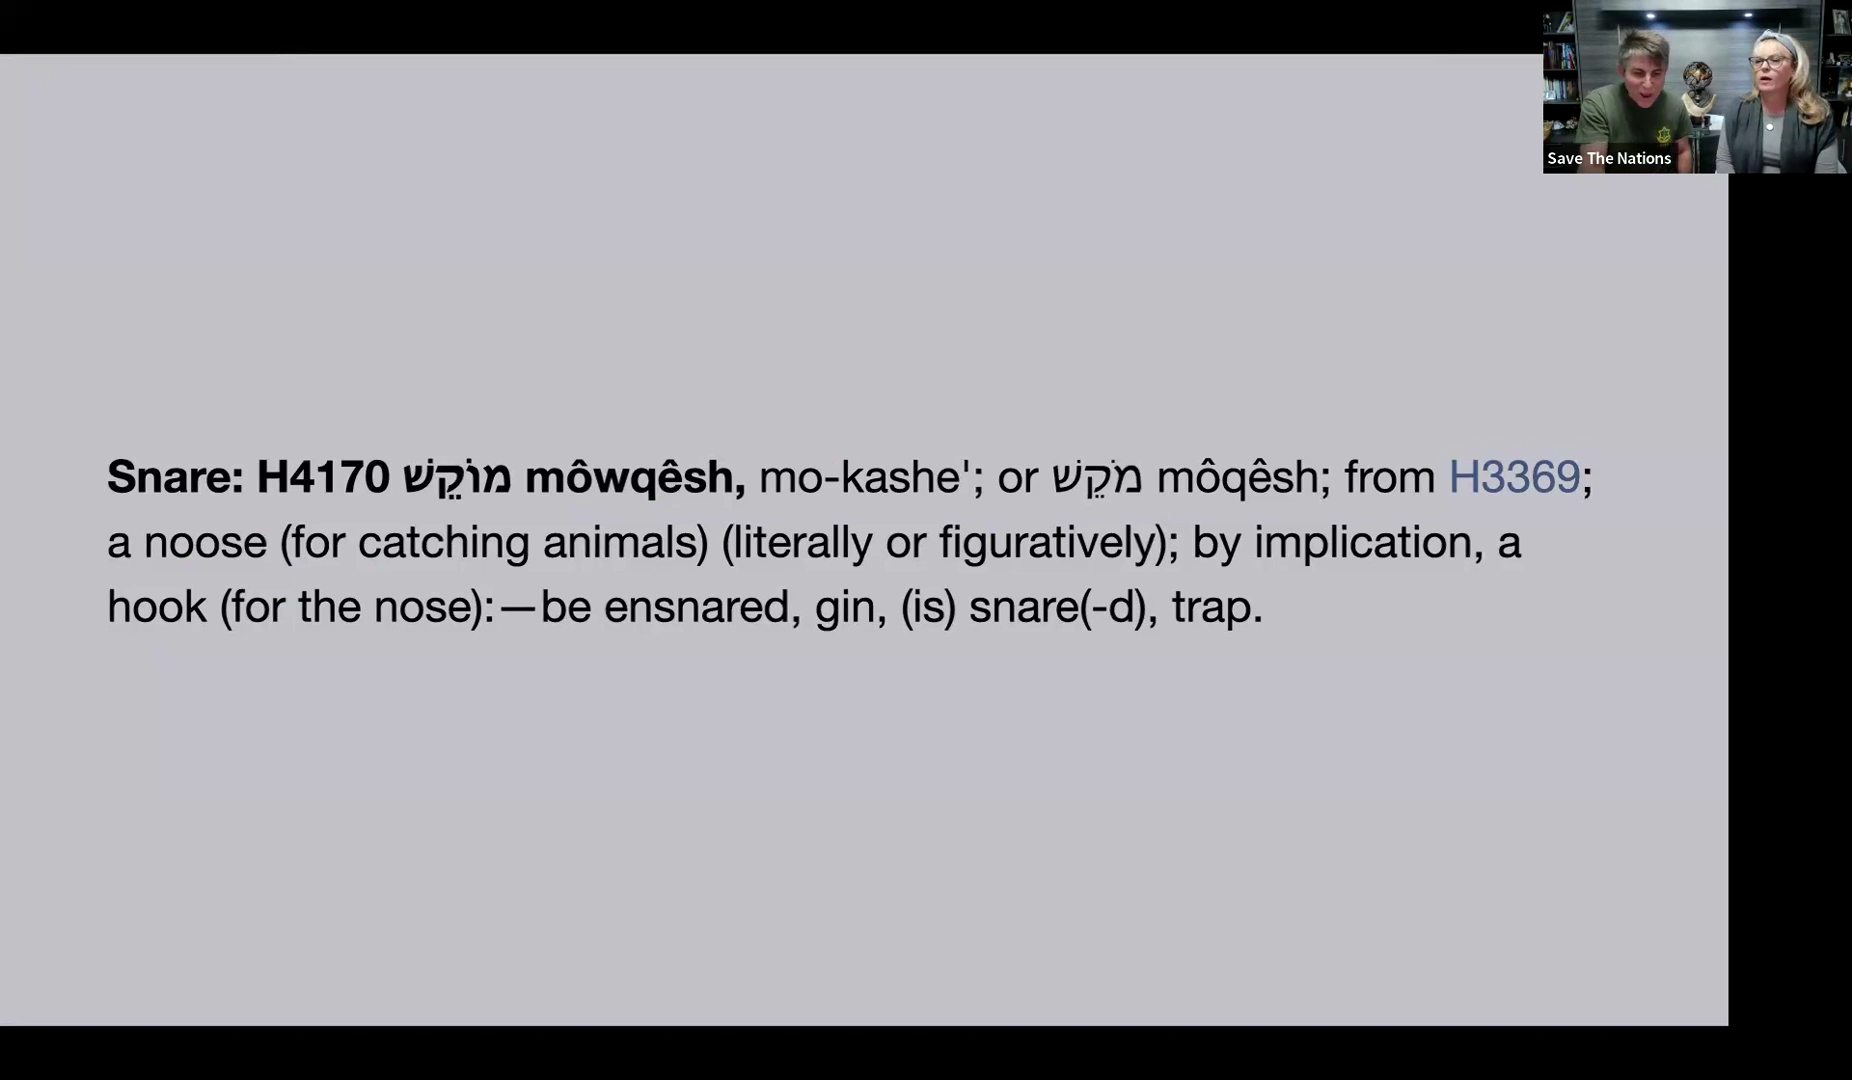 Save The Nations
Snare: H4170 מוֹקֵשׁ môwqêsh, mo-kashe'; or מֹקֵשׁ môqêsh; from H3369;
a noose (for catching animals) (literally or figuratively); by implication, a
hook (for the nose):—be ensnared, gin, (is) snare(-d), trap.